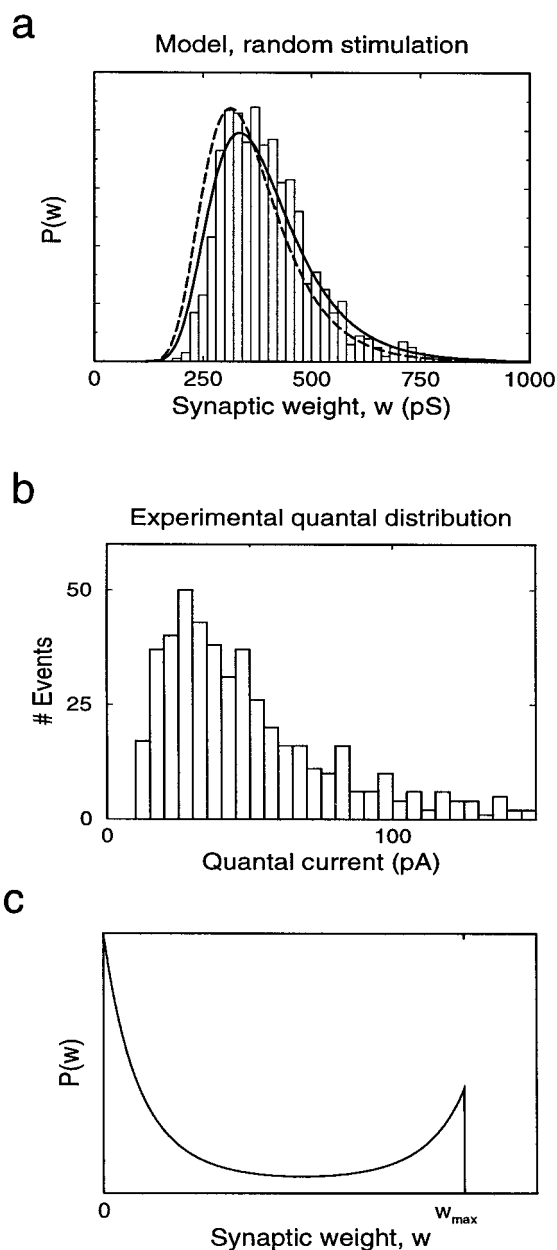 a
Model, random stimulation
P(w)
0 250 500 750 1000
Synaptic weight, w (pS)
b
Experimental quantal distribution
50
25
0
# Events
0 100
Quantal current (pA)
c
P(w)
0 wmax
Synaptic weight, w